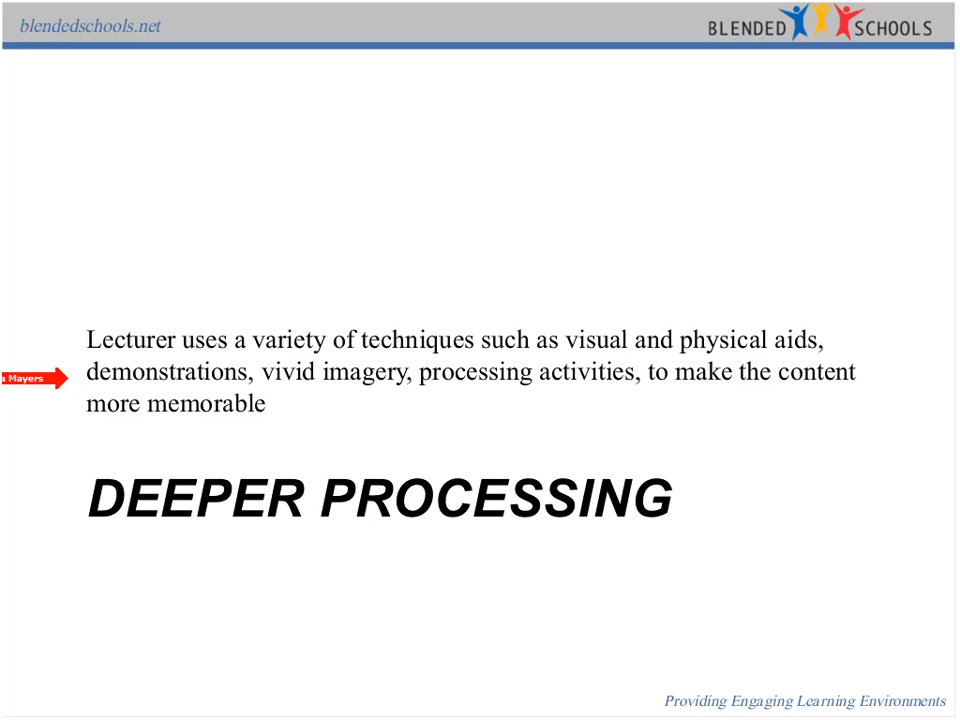 blendedschools.net
BLENDED SCHOOLS
Lecturer uses a variety of techniques such as visual and physical aids,
demonstrations, vivid imagery, processing activities, to make the content
a Mayers
more memorable
DEEPER PROCESSING
Providing Engaging Learning Environments